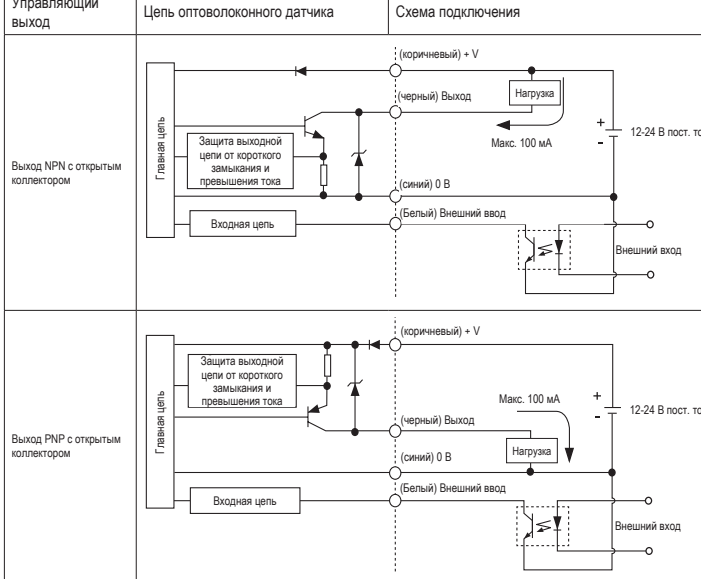 Управляющий
выход
Цепь оптоволоконного датчика
Схема подключения
Выход NPN с открытым
коллектором
Главная цепь
Защита выходной
цепи от короткого
замыкания и
превышения тока
Входная цепь
(коричневый) + V
(черный) Выход
Нагрузка
Макс. 100 мА
+
-
12-24 В пост. то
(синий) 0 В
(Белый) Внешний ввод
Внешний вход
Выход PNP с открытым
коллектором
Главная цепь
Защита выходной
цепи от короткого
замыкания и
превышения тока
Входная цепь
(коричневый) + V
Макс. 100 мА
+
-
12-24 В пост. то
(черный) Выход
Нагрузка
(синий) 0 В
(Белый) Внешний ввод
Внешний вход